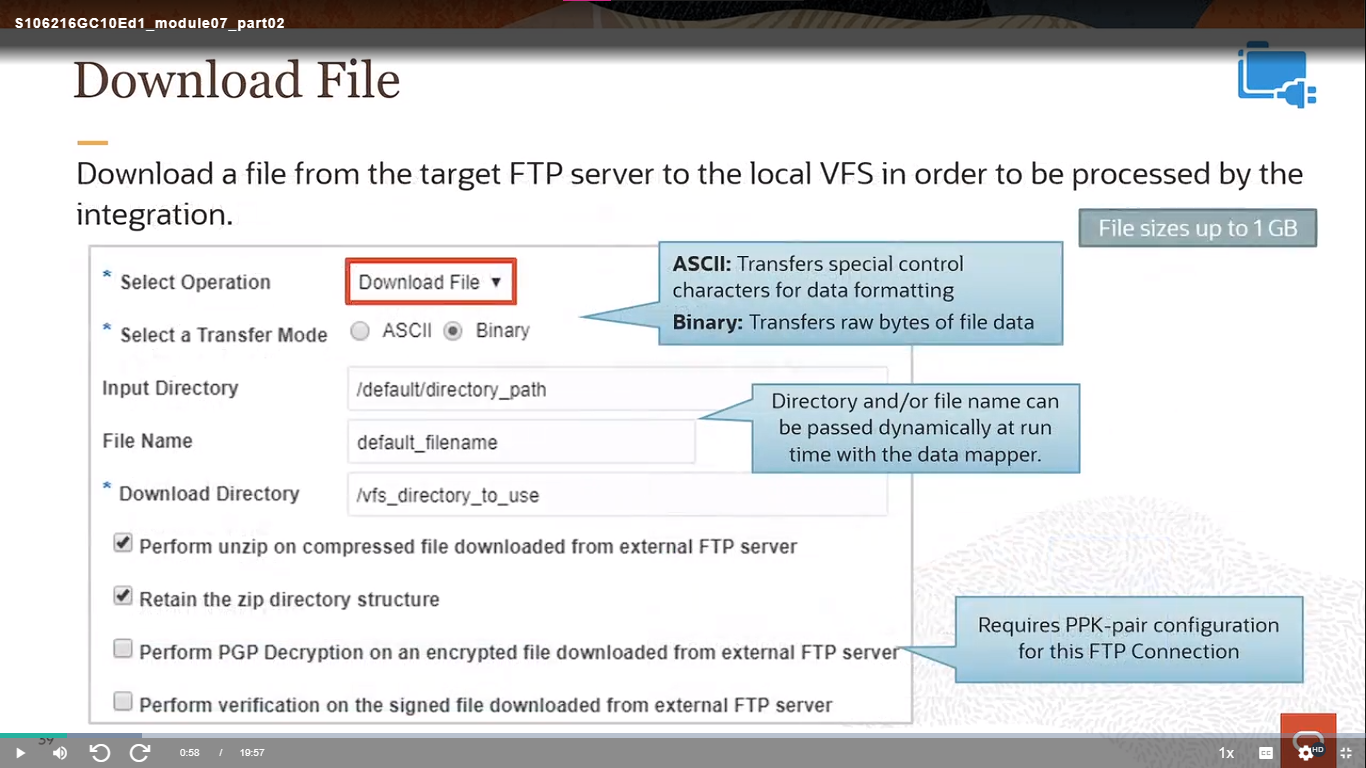 S106216GC10Ed1_module07_part02
Download File
Download a file from the target FTP server to the local VFS in order to be processed by the
integration.
File sizes up to 1 GB
* Select Operation
Download File ▼
ASCII: Transfers special control
characters for data formatting
Binary: Transfers raw bytes of file data
* Select a Transfer Mode
ASCII
Binary
Input Directory
/default/directory_path
Directory and/or file name can
be passed dynamically at run
time with the data mapper.
File Name
default_filename
* Download Directory
/vfs_directory_to_use
Perform unzip on compressed file downloaded from external FTP server
Retain the zip directory structure
Perform PGP Decryption on an encrypted file downloaded from external FTP server
Requires PPK-pair configuration
for this FTP Connection
Perform verification on the signed file downloaded from external FTP server
0:58 / 19:57
1x
CC
HD